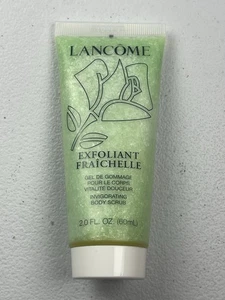 LANCÔME
EXFOLIANT
FRAÎCHELLE
GEL DE GOMMAGE
POUR LE CORPS
VITALITÉ DOUCEUR
INVIGORATING
BODY SCRUB
2.0 FL. OZ (60mL)